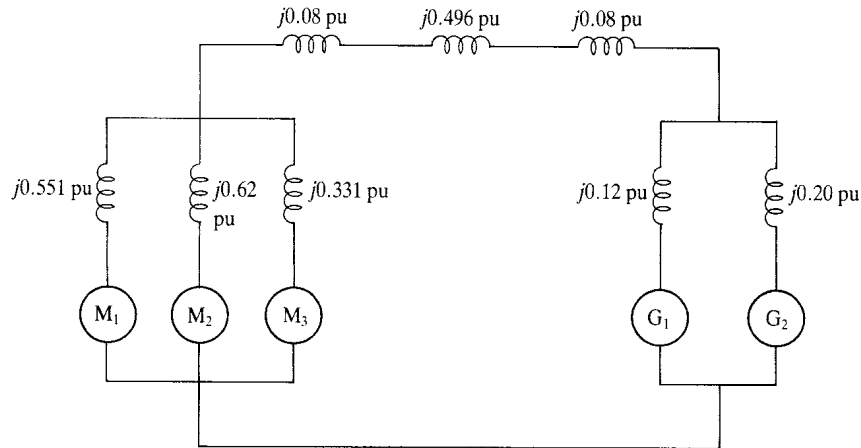 j0.08 pu
j0.496 pu
j0.08 pu
j0.551 pu
j0.62
pu
j0.331 pu
j0.12 pu
j0.20 pu
M₁
M₂
M₃
G₁
G₂